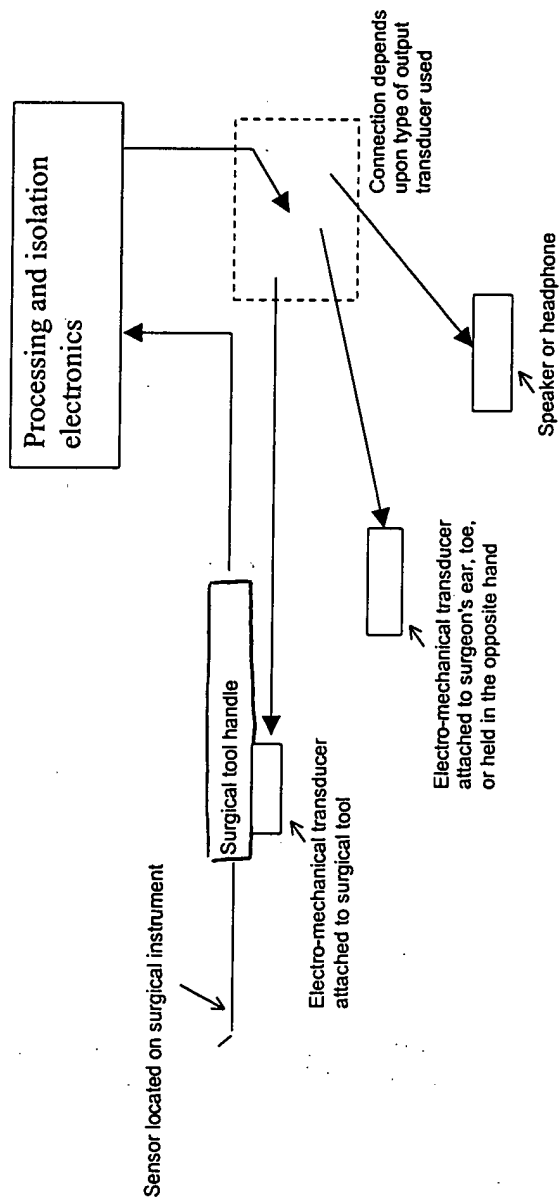 Processing and isolation
electronics
Connection depends
upon type of output
transducer used
Sensor located on surgical instrument
Surgical tool handle
Electro-mechanical transducer
attached to surgical tool
Electro-mechanical transducer
attached to surgeon's ear, toe,
or held in the opposite hand
Speaker or headphone